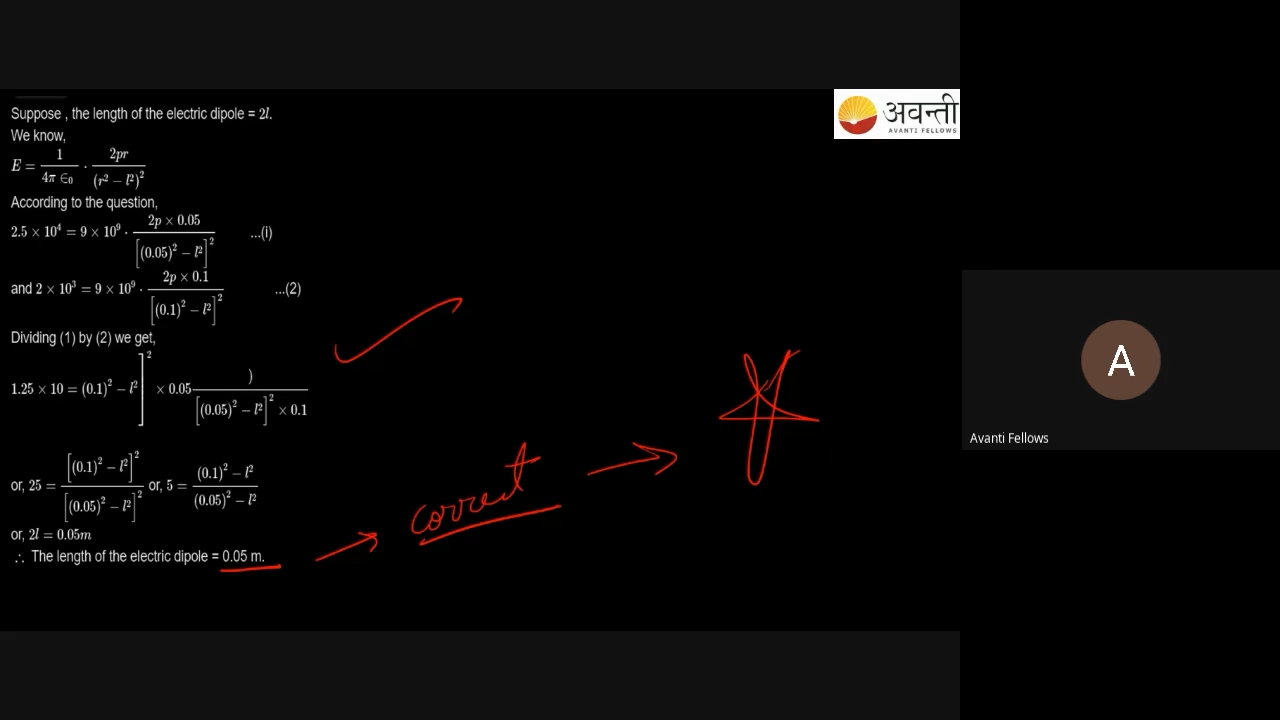 Suppose , the length of the electric dipole = 2l.
We know,
E = 1/(4π ∈₀) · 2pr/(r² − l²)²
According to the question,
2.5 × 10⁴ = 9 × 10⁹ · 2p × 0.05/[(0.05)² − l²]² ...(i)
and 2 × 10³ = 9 × 10⁹ · 2p × 0.1/[(0.1)² − l²]² ...(2)
Dividing (1) by (2) we get,
1.25 × 10 = (0.1)² − l²]² × 0.05 )/[(0.05)² − l²]² × 0.1
or, 25 = [(0.1)² − l²]²/[(0.05)² − l²]² or, 5 = (0.1)² − l²/(0.05)² − l²
or, 2l = 0.05m
∴ The length of the electric dipole = 0.05 m.
correct
अवन्ती
AVANTI FELLOWS
A
Avanti Fellows